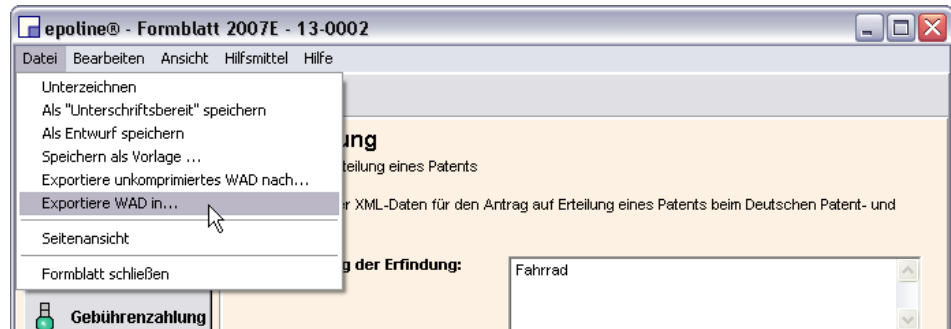 epoline® - Formblatt 2007E - 13-0002
Datei Bearbeiten Ansicht Hilfsmittel Hilfe
Unterzeichnen
Als "Unterschriftsbereit" speichern
Als Entwurf speichern
Speichern als Vorlage ...
Exportiere unkomprimiertes WAD nach...
Exportiere WAD in...
Seitenansicht
Formblatt schließen
ung
teilung eines Patents
r XML-Daten für den Antrag auf Erteilung eines Patents beim Deutschen Patent- und
g der Erfindung:
Fahrrad
Gebührenzahlung